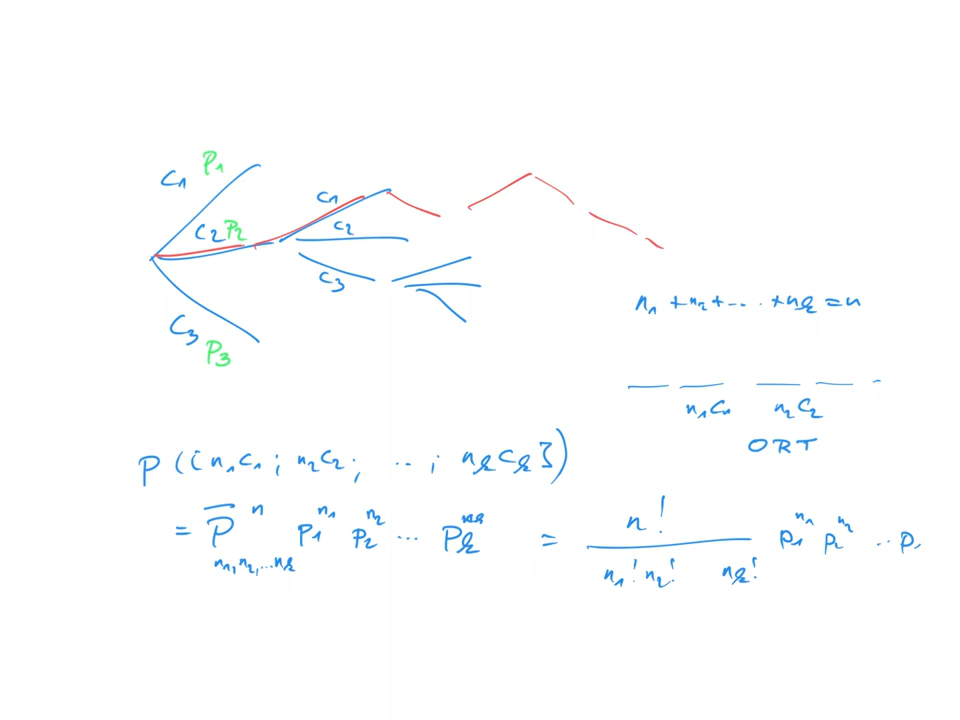 C1 P1
C2 P2
C3 P3
C1
C2
C3
n1 + n2 + ... + nk = n
n1C1 n2C2
ORT
P ({n1C1 ; n2C2 ; ... ; nkCk})
= P̅ⁿ n1, n2, ... nk p1^n1 p2^n2 ... pk^nk = n! / n1! n2! nk! p1^n1 p2^n2 .. p